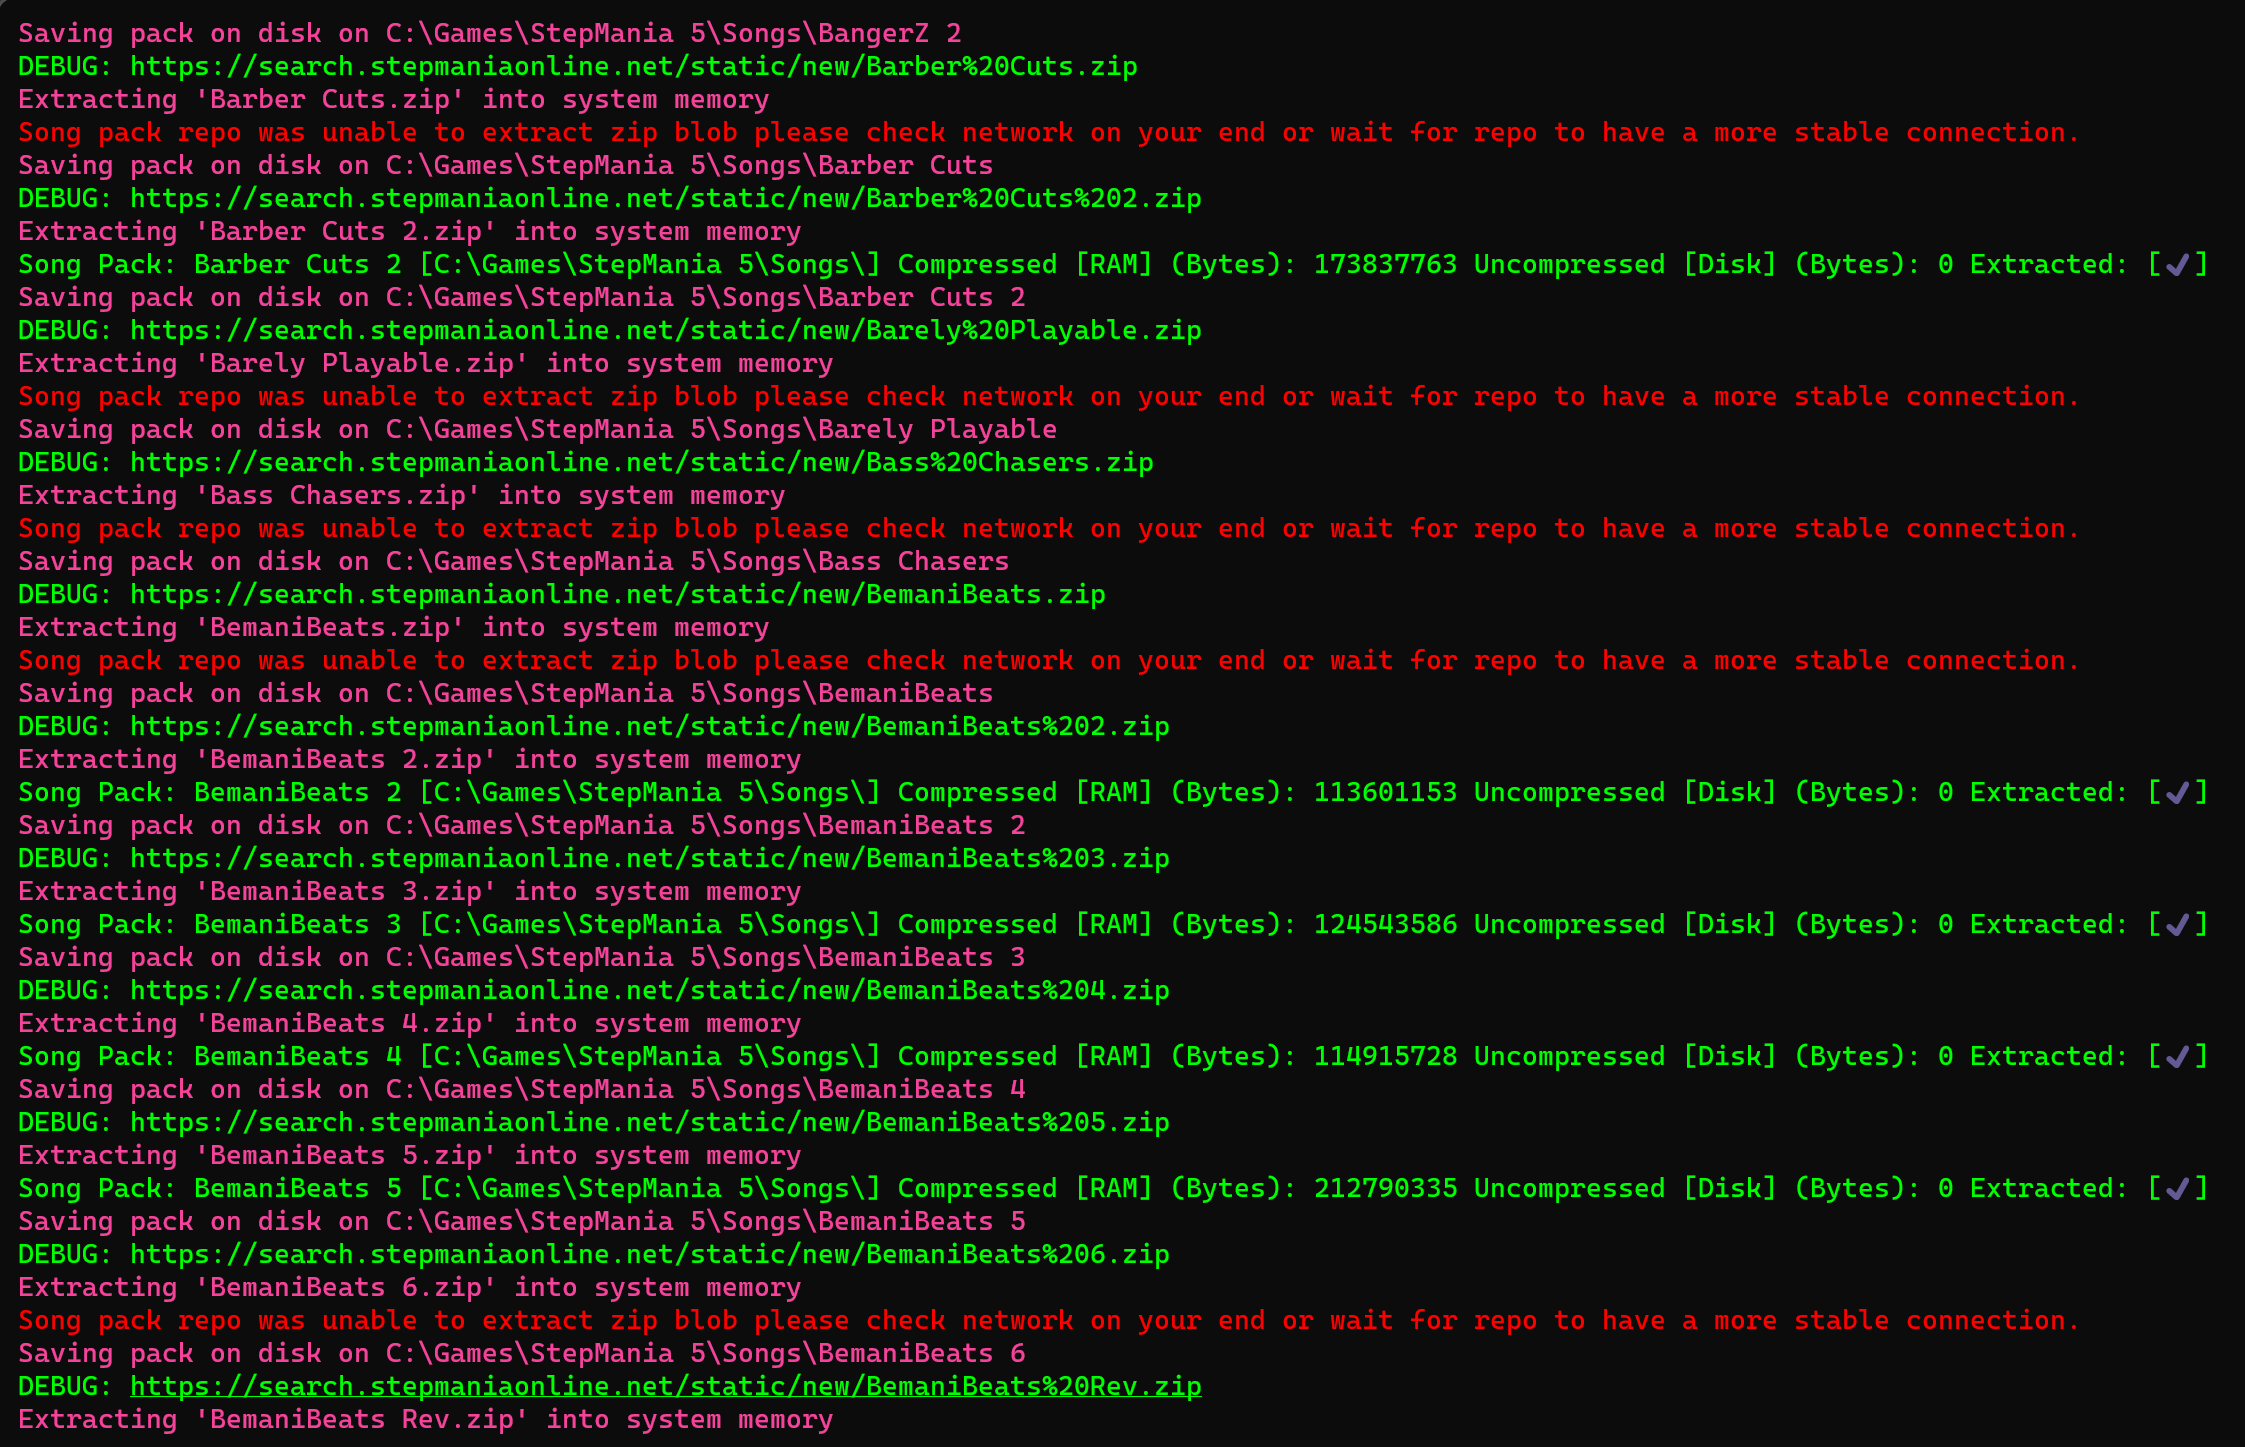 Saving pack on disk on C:\Games\StepMania 5\Songs\BangerZ 2
DEBUG: https://search.stepmaniaonline.net/static/new/Barber%20Cuts.zip
Extracting 'Barber Cuts.zip' into system memory
Song pack repo was unable to extract zip blob please check network on your end or wait for repo to have a more stable connection.
Saving pack on disk on C:\Games\StepMania 5\Songs\Barber Cuts
DEBUG: https://search.stepmaniaonline.net/static/new/Barber%20Cuts%202.zip
Extracting 'Barber Cuts 2.zip' into system memory
Song Pack: Barber Cuts 2 [C:\Games\StepMania 5\Songs\] Compressed [RAM] (Bytes): 173837763 Uncompressed [Disk] (Bytes): 0 Extracted: [✔]
Saving pack on disk on C:\Games\StepMania 5\Songs\Barber Cuts 2
DEBUG: https://search.stepmaniaonline.net/static/new/Barely%20Playable.zip
Extracting 'Barely Playable.zip' into system memory
Song pack repo was unable to extract zip blob please check network on your end or wait for repo to have a more stable connection.
Saving pack on disk on C:\Games\StepMania 5\Songs\Barely Playable
DEBUG: https://search.stepmaniaonline.net/static/new/Bass%20Chasers.zip
Extracting 'Bass Chasers.zip' into system memory
Song pack repo was unable to extract zip blob please check network on your end or wait for repo to have a more stable connection.
Saving pack on disk on C:\Games\StepMania 5\Songs\Bass Chasers
DEBUG: https://search.stepmaniaonline.net/static/new/BemaniBeats.zip
Extracting 'BemaniBeats.zip' into system memory
Song pack repo was unable to extract zip blob please check network on your end or wait for repo to have a more stable connection.
Saving pack on disk on C:\Games\StepMania 5\Songs\BemaniBeats
DEBUG: https://search.stepmaniaonline.net/static/new/BemaniBeats%202.zip
Extracting 'BemaniBeats 2.zip' into system memory
Song Pack: BemaniBeats 2 [C:\Games\StepMania 5\Songs\] Compressed [RAM] (Bytes): 113601153 Uncompressed [Disk] (Bytes): 0 Extracted: [✔]
Saving pack on disk on C:\Games\StepMania 5\Songs\BemaniBeats 2
DEBUG: https://search.stepmaniaonline.net/static/new/BemaniBeats%203.zip
Extracting 'BemaniBeats 3.zip' into system memory
Song Pack: BemaniBeats 3 [C:\Games\StepMania 5\Songs\] Compressed [RAM] (Bytes): 124543586 Uncompressed [Disk] (Bytes): 0 Extracted: [✔]
Saving pack on disk on C:\Games\StepMania 5\Songs\BemaniBeats 3
DEBUG: https://search.stepmaniaonline.net/static/new/BemaniBeats%204.zip
Extracting 'BemaniBeats 4.zip' into system memory
Song Pack: BemaniBeats 4 [C:\Games\StepMania 5\Songs\] Compressed [RAM] (Bytes): 114915728 Uncompressed [Disk] (Bytes): 0 Extracted: [✔]
Saving pack on disk on C:\Games\StepMania 5\Songs\BemaniBeats 4
DEBUG: https://search.stepmaniaonline.net/static/new/BemaniBeats%205.zip
Extracting 'BemaniBeats 5.zip' into system memory
Song Pack: BemaniBeats 5 [C:\Games\StepMania 5\Songs\] Compressed [RAM] (Bytes): 212790335 Uncompressed [Disk] (Bytes): 0 Extracted: [✔]
Saving pack on disk on C:\Games\StepMania 5\Songs\BemaniBeats 5
DEBUG: https://search.stepmaniaonline.net/static/new/BemaniBeats%206.zip
Extracting 'BemaniBeats 6.zip' into system memory
Song pack repo was unable to extract zip blob please check network on your end or wait for repo to have a more stable connection.
Saving pack on disk on C:\Games\StepMania 5\Songs\BemaniBeats 6
DEBUG: https://search.stepmaniaonline.net/static/new/BemaniBeats%20Rev.zip
Extracting 'BemaniBeats Rev.zip' into system memory